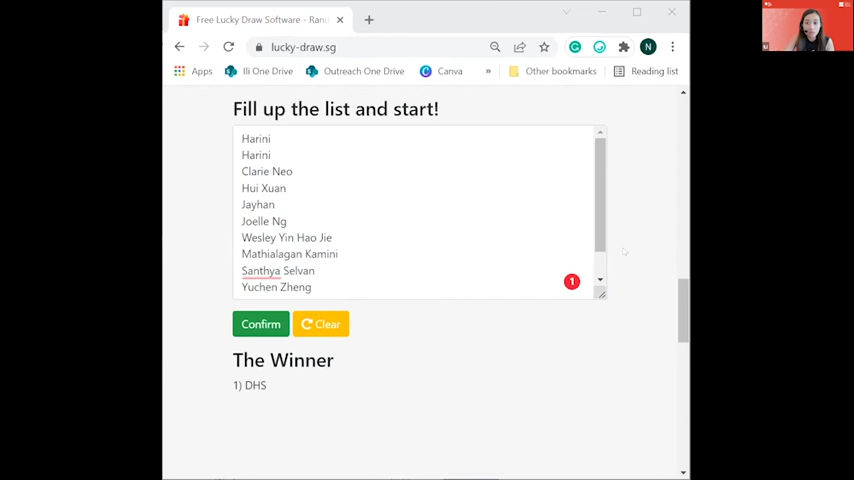 Free Lucky Draw Software - Ran
lucky-draw.sg
N
Apps
Ili One Drive
Outreach One Drive
Canva
»
Other bookmarks
Reading list
Fill up the list and start!
Harini
Harini
Clarie Neo
Hui Xuan
Jayhan
Joelle Ng
Wesley Yin Hao Jie
Mathialagan Kamini
Santhya Selvan
Yuchen Zheng
1
Confirm
Clear
The Winner
1) DHS